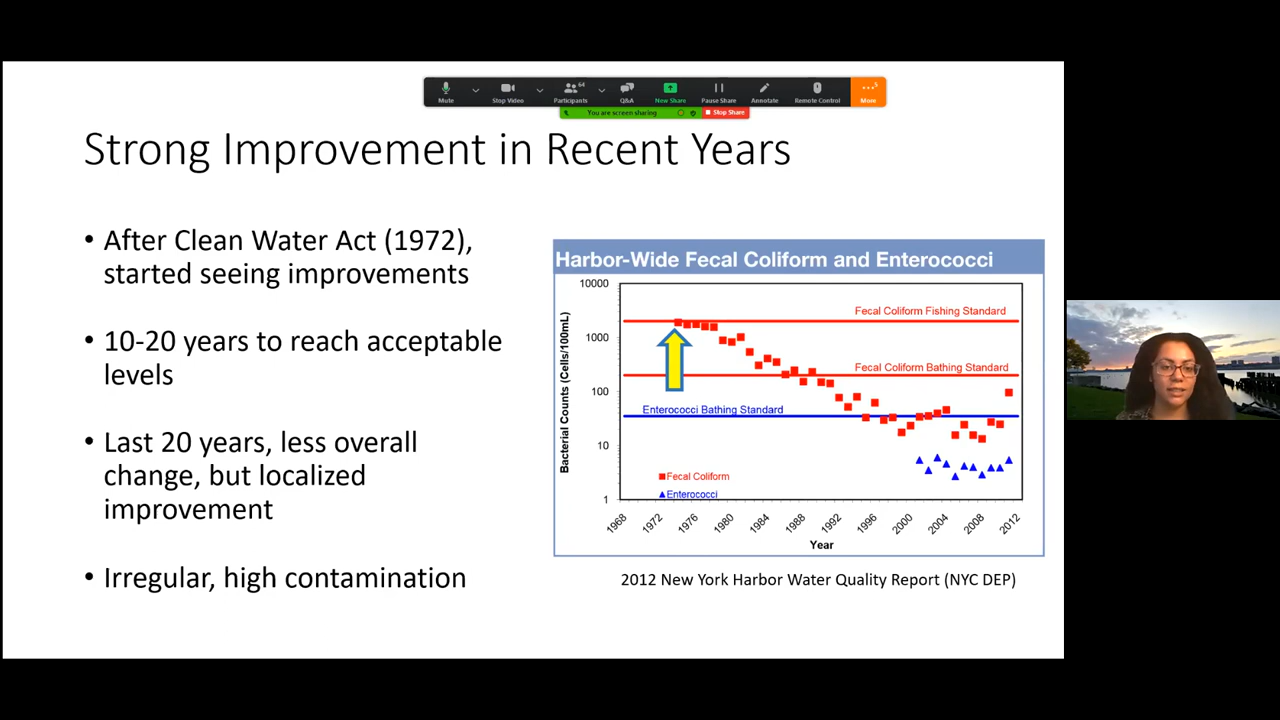 Mute
Stop Video
Participants
64
Q&A
New Share
Pause Share
Annotate
Remote Control
More
You are screen sharing
Stop Share
Strong Improvement in Recent Years
• After Clean Water Act (1972),
started seeing improvements
• 10-20 years to reach acceptable
levels
• Last 20 years, less overall
change, but localized
improvement
• Irregular, high contamination
Harbor-Wide Fecal Coliform and Enterococci
Bacterial Counts (Cells/100mL)
10000
1000
100
10
1
Fecal Coliform Fishing Standard
Fecal Coliform Bathing Standard
Enterococci Bathing Standard
Fecal Coliform
Enterococci
1968
1972
1976
1980
1984
1988
1992
1996
2000
2004
2008
2012
Year
2012 New York Harbor Water Quality Report (NYC DEP)